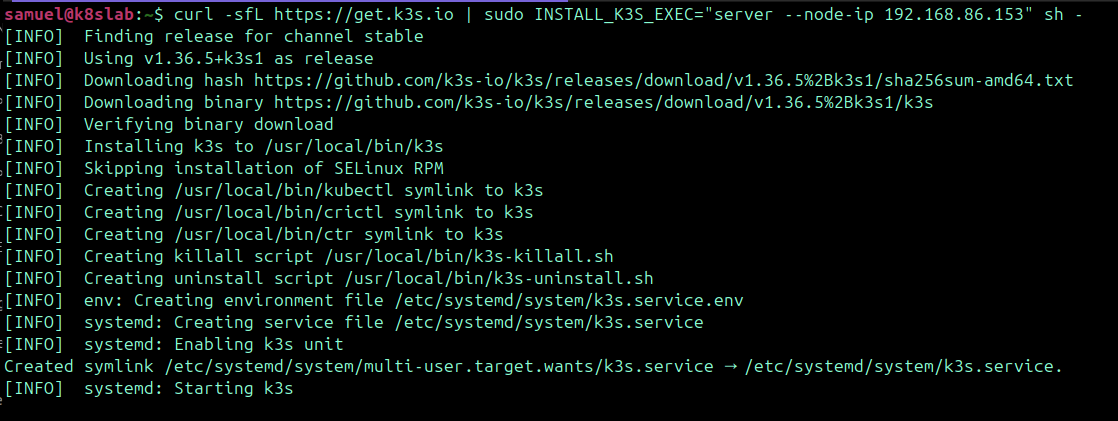 samuel@k8slab:~$ curl -sfL https://get.k3s.io | sudo INSTALL_K3S_EXEC="server --node-ip 192.168.86.153" sh -
[INFO]  Finding release for channel stable
[INFO]  Using v1.36.5+k3s1 as release
[INFO]  Downloading hash https://github.com/k3s-io/k3s/releases/download/v1.36.5%2Bk3s1/sha256sum-amd64.txt
[INFO]  Downloading binary https://github.com/k3s-io/k3s/releases/download/v1.36.5%2Bk3s1/k3s
[INFO]  Verifying binary download
[INFO]  Installing k3s to /usr/local/bin/k3s
[INFO]  Skipping installation of SELinux RPM
[INFO]  Creating /usr/local/bin/kubectl symlink to k3s
[INFO]  Creating /usr/local/bin/crictl symlink to k3s
[INFO]  Creating /usr/local/bin/ctr symlink to k3s
[INFO]  Creating killall script /usr/local/bin/k3s-killall.sh
[INFO]  Creating uninstall script /usr/local/bin/k3s-uninstall.sh
[INFO]  env: Creating environment file /etc/systemd/system/k3s.service.env
[INFO]  systemd: Creating service file /etc/systemd/system/k3s.service
[INFO]  systemd: Enabling k3s unit
Created symlink /etc/systemd/system/multi-user.target.wants/k3s.service → /etc/systemd/system/k3s.service.
[INFO]  systemd: Starting k3s